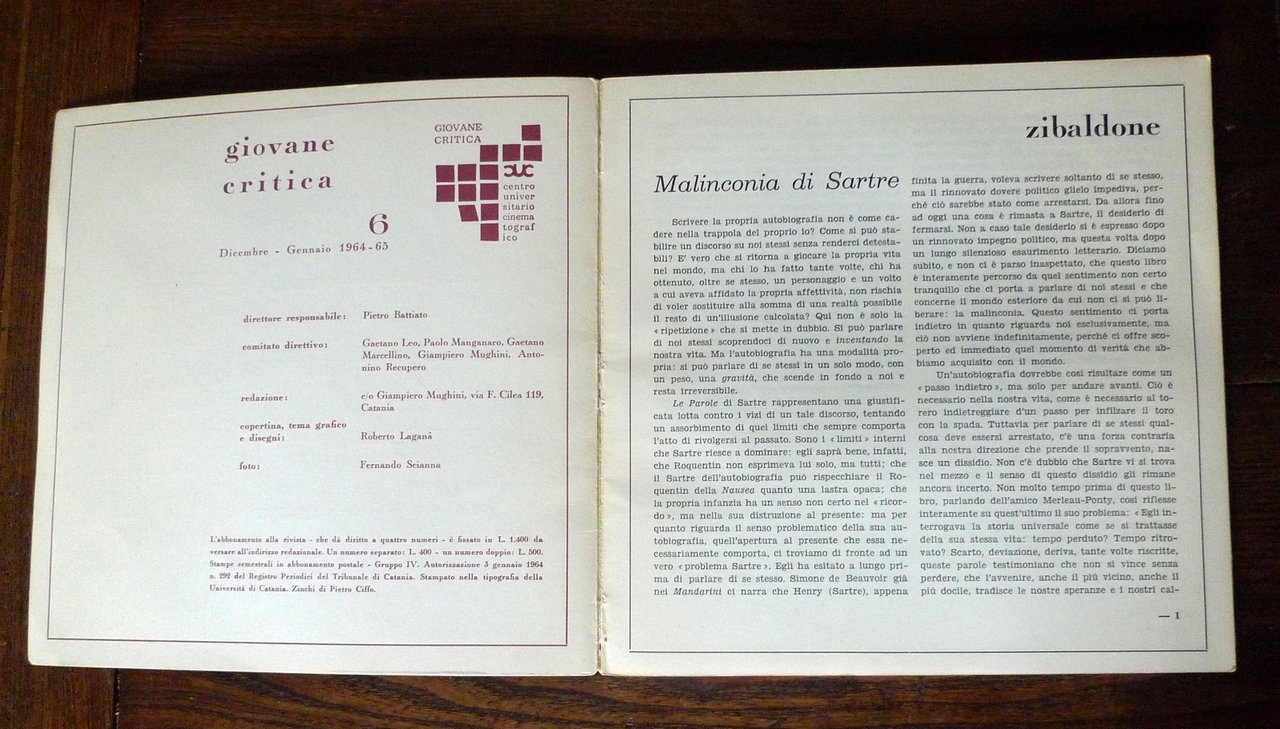 giovane
critica
6
Dicembre - Gennaio 1964-65
GIOVANE
CRITICA
CUC
centro
univer
sitario
cinema
tograf
ico
direttore responsabile: Pietro Battiato
comitato direttivo: Gaetano Leo, Paolo Manganaro, Gaetano
Marcellino, Giampiero Mughini, Anto-
nino Recupero
redazione: c/o Giampiero Mughini, via F. Cilea 119,
Catania
copertina, tema grafico
e disegni: Roberto Laganà
foto: Fernando Scianna
L'abbonamento alla rivista - che dà diritto a quattro numeri - è fissato in L. 1.400 da
versare all'indirizzo redazionale. Un numero separato: L. 400 - un numero doppio: L. 500.
Stampe semestrali in abbonamento postale - Gruppo IV. Autorizzazione 3 gennaio 1964
n. 292 del Registro Periodici del Tribunale di Catania. Stampato nella tipografia della
Università di Catania. Zinchi di Pietro Ciffo.
zibaldone
Malinconia di Sartre
Scrivere la propria autobiografia non è come ca-
dere nella trappola del proprio io? Come si può sta-
bilire un discorso su noi stessi senza renderci detesta-
bili? E' vero che si ritorna a giocare la propria vita
nel mondo, ma chi lo ha fatto tante volte, chi ha
ottenuto, oltre se stesso, un personaggio e un volto
a cui aveva affidato la propria affettività, non rischia
di voler sostituire alla somma di una realtà possibile
il resto di un'illusione calcolata? Qui non è solo la
« ripetizione » che si mette in dubbio. Si può parlare
di noi stessi scoprendoci di nuovo e inventando la
nostra vita. Ma l'autobiografia ha una modalità pro-
pria: si può parlare di se stessi in un solo modo, con
un peso, una gravità, che scende in fondo a noi e
resta irreversibile.
Le Parole di Sartre rappresentano una giustifi-
cata lotta contro i vizi di un tale discorso, tentando
un assorbimento di quei limiti che sempre comporta
l'atto di rivolgersi al passato. Sono i « limiti » interni
che Sartre riesce a dominare: egli saprà bene, infatti,
che Roquentin non esprimeva lui solo, ma tutti; che
il Sartre dell'autobiografia può rispecchiare il Ro-
quentin della Nausea quanto una lastra opaca; che
la propria infanzia ha un senso non certo nel « ricor-
do », ma nella sua distruzione al presente: ma per
quanto riguarda il senso problematico della sua au-
tobiografia, quell'apertura al presente che essa ne-
cessariamente comporta, ci troviamo di fronte ad un
vero « problema Sartre ». Egli ha esitato a lungo pri-
ma di parlare di se stesso. Simone de Beauvoir già
nei Mandarini ci narra che Henry (Sartre), appena
finita la guerra, voleva scrivere soltanto di se stesso,
ma il rinnovato dovere politico glielo impediva, per-
ché ciò sarebbe stato come arrestarsi. Da allora fino
ad oggi una cosa è rimasta a Sartre, il desiderio di
fermarsi. Non a caso tale desiderio si è espresso dopo
un rinnovato impegno politico, ma questa volta dopo
un lungo silenzioso esaurimento letterario. Diciamo
subito, e non ci è parso inaspettato, che questo libro
è interamente percorso da quel sentimento non certo
tranquillo che ci porta a parlare di noi stessi e che
concerne il mondo esteriore da cui non ci si può li-
berare: la malinconia. Questo sentimento ci porta
indietro in quanto riguarda noi esclusivamente, ma
ciò non avviene indefinitamente, perché ci offre sco-
perto ed immediato quel momento di verità che ab-
biamo acquisito con il mondo.
Un'autobiografia dovrebbe così risultare come un
« passo indietro », ma solo per andare avanti. Ciò è
necessario nella nostra vita, come è necessario al to-
rero indietreggiare d'un passo per infilzare il toro
con la spada. Tuttavia per parlare di se stessi qual-
cosa deve essersi arrestato, c'è una forza contraria
alla nostra direzione che prende il sopravvento, na-
sce un dissidio. Non c'è dubbio che Sartre vi si trova
nel mezzo e il senso di questo dissidio gli rimane
ancora incerto. Non molto tempo prima di questo li-
bro, parlando dell'amico Merleau-Ponty, così riflesse
interamente su quest'ultimo il suo problema: « Egli in-
terrogava la storia universale come se si trattasse
della sua stessa vita: tempo perduto? Tempo ritro-
vato? Scarto, deviazione, deriva, tante volte riscritte,
queste parole testimoniano che non si vince senza
perdere, che l'avvenire, anche il più vicino, anche il
più docile, tradisce le nostre speranze e i nostri cal-
— 1